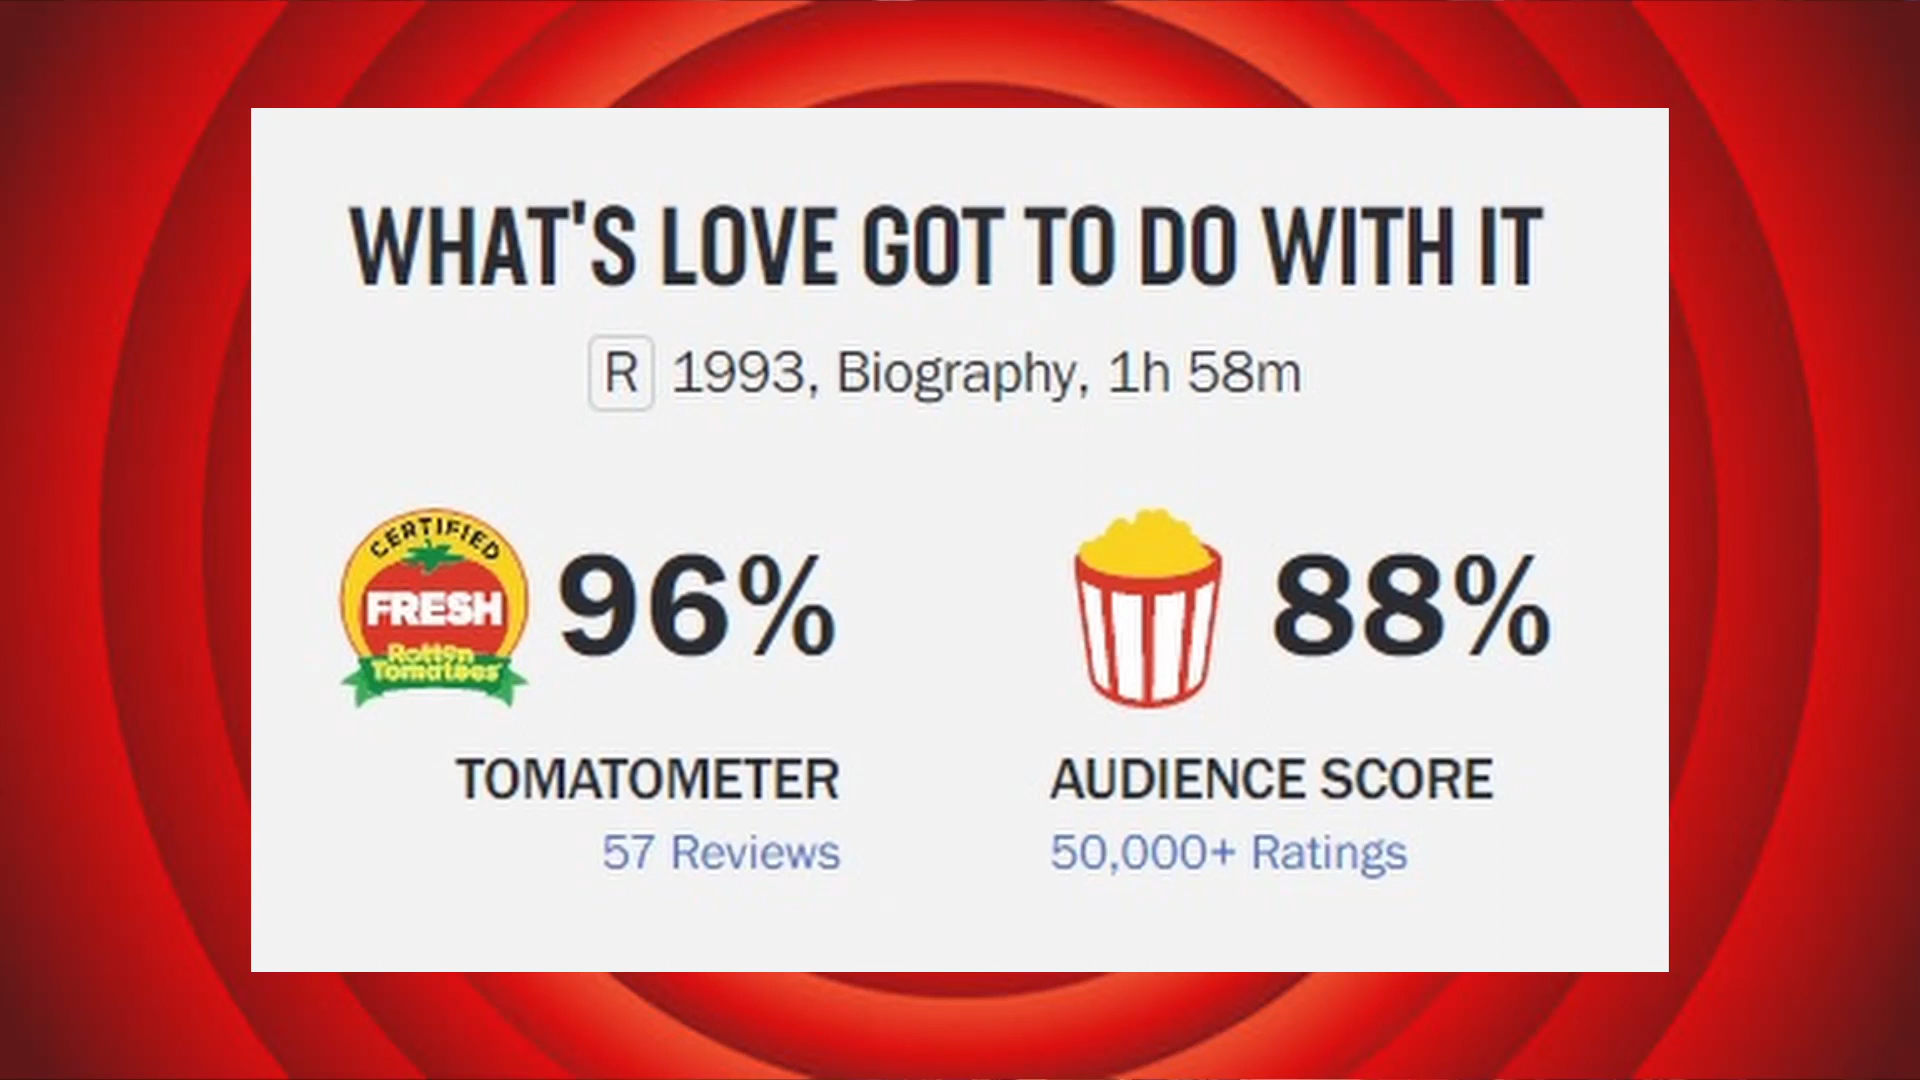 WHAT'S LOVE GOT TO DO WITH IT
R 1993, Biography, 1h 58m
CERTIFIED
FRESH
Rotten
Tomatoes
96%
88%
TOMATOMETER
AUDIENCE SCORE
57 Reviews
50,000+ Ratings